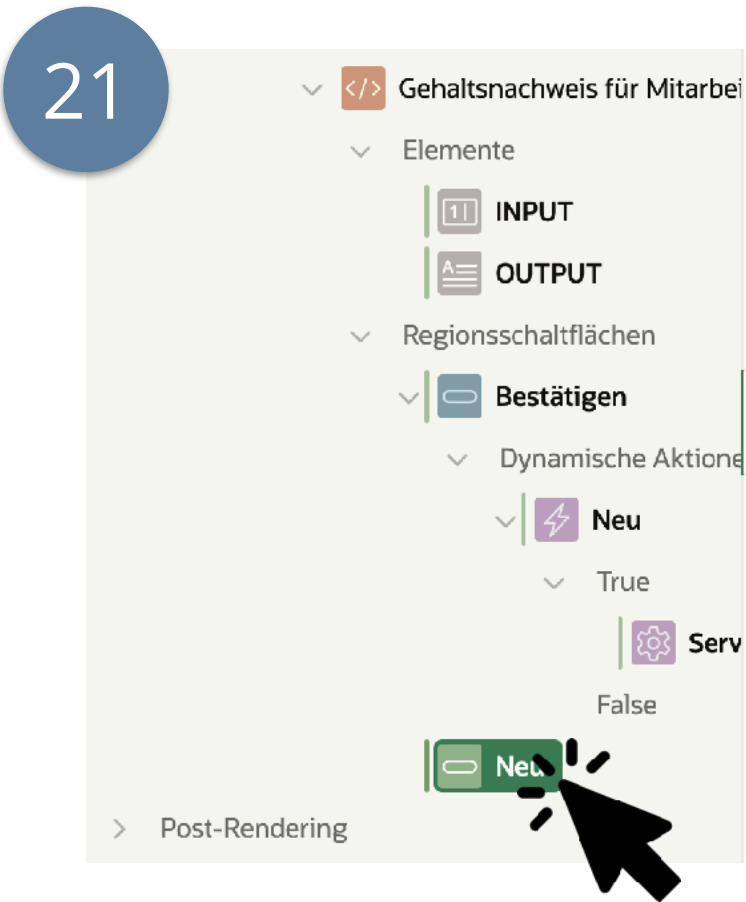 21
</> Gehaltsnachweis für Mitarbei
Elemente
INPUT
OUTPUT
Regionsschaltflächen
Bestätigen
Dynamische Aktione
Neu
True
Serv
False
Neu
Post-Rendering